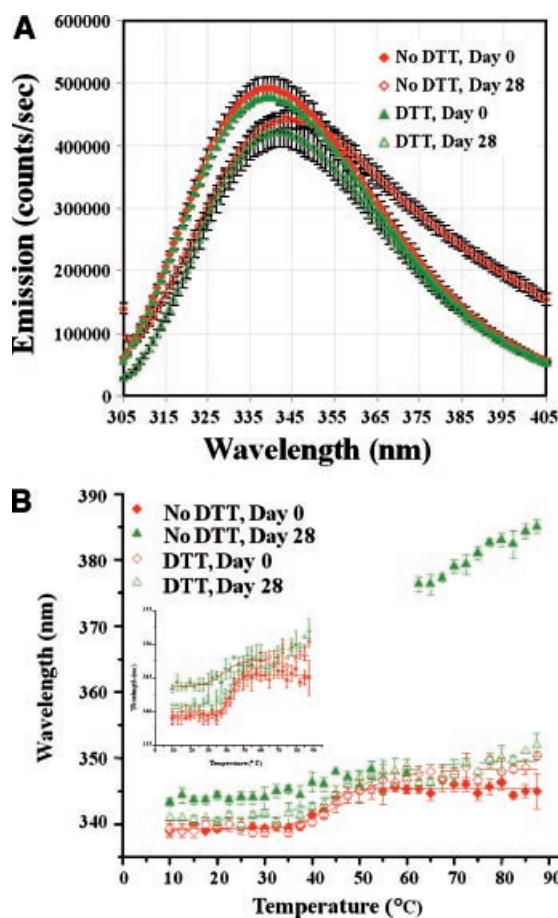 A
600000
500000
400000
300000
200000
100000
0
Emission (counts/sec)
No DTT, Day 0
No DTT, Day 28
DTT, Day 0
DTT, Day 28
305 315 325 335 345 355 365 375 385 395 405
Wavelength (nm)
B
390
380
370
360
350
340
Wavelength (nm)
No DTT, Day 0
No DTT, Day 28
DTT, Day 0
DTT, Day 28
Temperature (°C)
0 10 20 30 40 50 60 70 80 90
Temperature (°C)